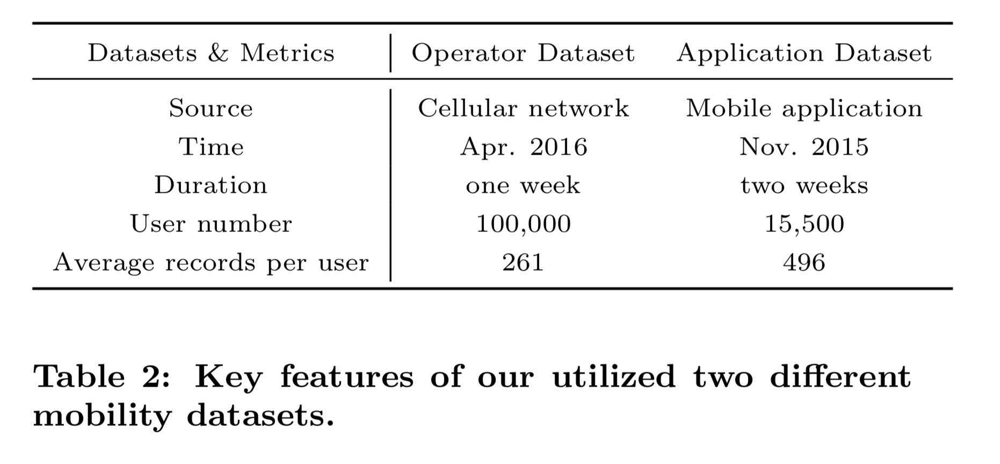 Datasets & Metrics Operator Dataset Application Dataset
Source Cellular network Mobile application
Time Apr. 2016 Nov. 2015
Duration one week two weeks
User number 100,000 15,500
Average records per user 261 496
Table 2: Key features of our utilized two different
mobility datasets.